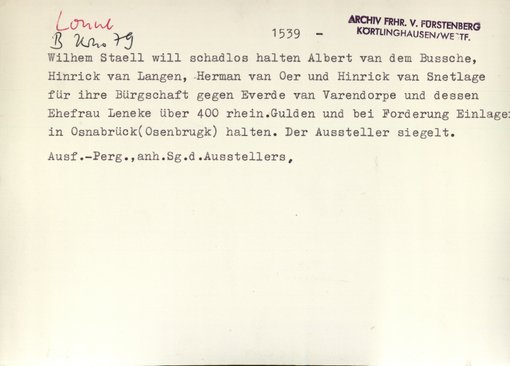 Lonne
B Urk. 79
1539 -
ARCHIV FRHR. V. FÜRSTENBERG
KÖRTLINGHAUSEN/WESTF.
Wilhem Staell will schadlos halten Albert van dem Bussche,
Hinrick van Langen, Herman van Oer und Hinrick van Snetlage
für ihre Bürgschaft gegen Everde van Varendorpe und dessen
Ehefrau Leneke über 400 rhein.Gulden und bei Forderung Einlager
in Osnabrück(Osenbrugk) halten. Der Aussteller siegelt.
Ausf.-Perg.,anh.Sg.d.Ausstellers,